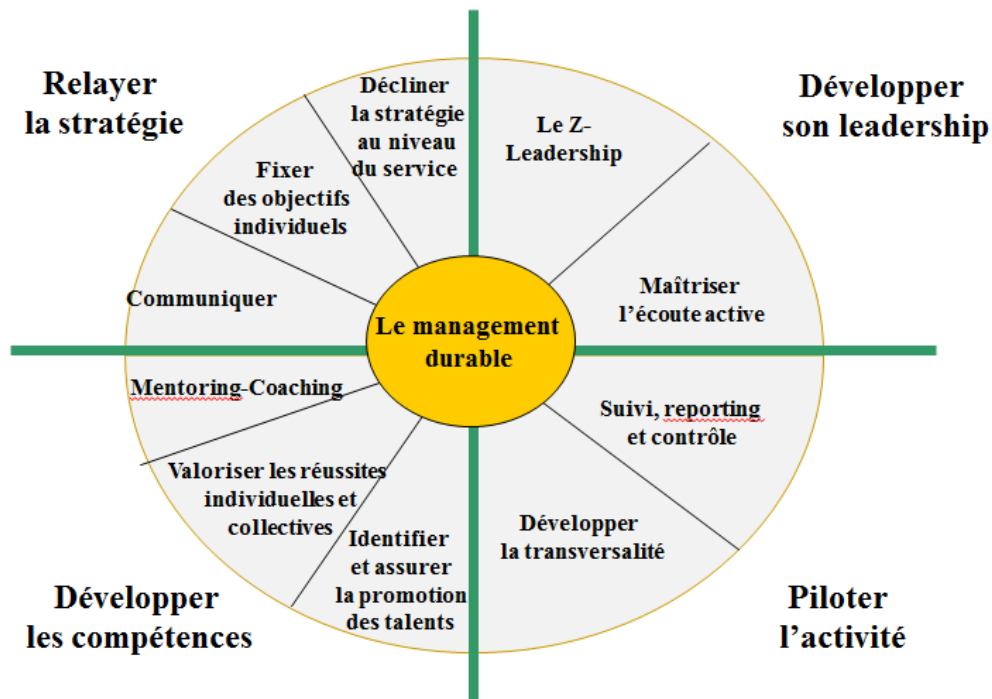 Relayer
la stratégie
Développer
son leadership
Décliner
la stratégie
au niveau
du service
Le Z-
Leadership
Fixer
des objectifs
individuels
Communiquer
Maîtriser
l'écoute active
Le management
durable
Mentoring-Coaching
Suivi, reporting
et contrôle
Valoriser les réussites
individuelles et
collectives
Identifier
et assurer
la promotion
des talents
Développer
la transversalité
Développer
les compétences
Piloter
l'activité